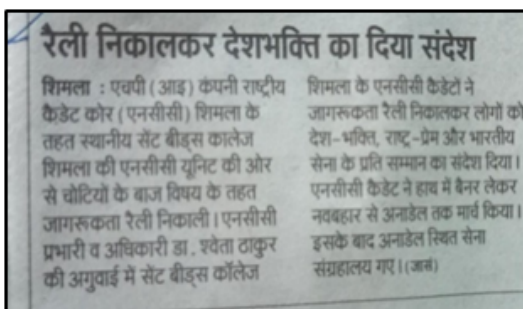 रैली निकालकर देशभक्ति का दिया संदेश
शिमला : एचपी (आइ) कंपनी राष्ट्रीय
कैडेट कोर (एनसीसी) शिमला के
तहत स्थानीय सेंट बीड्स कालेज
शिमला की एनसीसी यूनिट की ओर
से चोटियों के बाज विषय के तहत
जागरूकता रैली निकाली। एनसीसी
प्रभारी व अधिकारी डा. श्वेता ठाकुर
की अगुवाई में सेंट बीड्स कॉलेज
शिमला के एनसीसी कैडेटों ने
जागरूकता रैली निकालकर लोगों को
देश-भक्ति, राष्ट्र-प्रेम और भारतीय
सेना के प्रति सम्मान का संदेश दिया।
एनसीसी कैडेट ने हाथ में बैनर लेकर
नवबहार से अनाडेल तक मार्च किया।
इसके बाद अनाडेल स्थित सेना
संग्रहालय गए।(जासं)